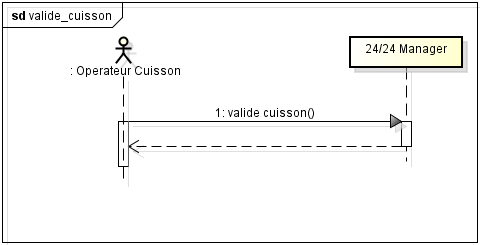 sd valide_cuisson
: Operateur Cuisson
24/24 Manager
1: valide cuisson()